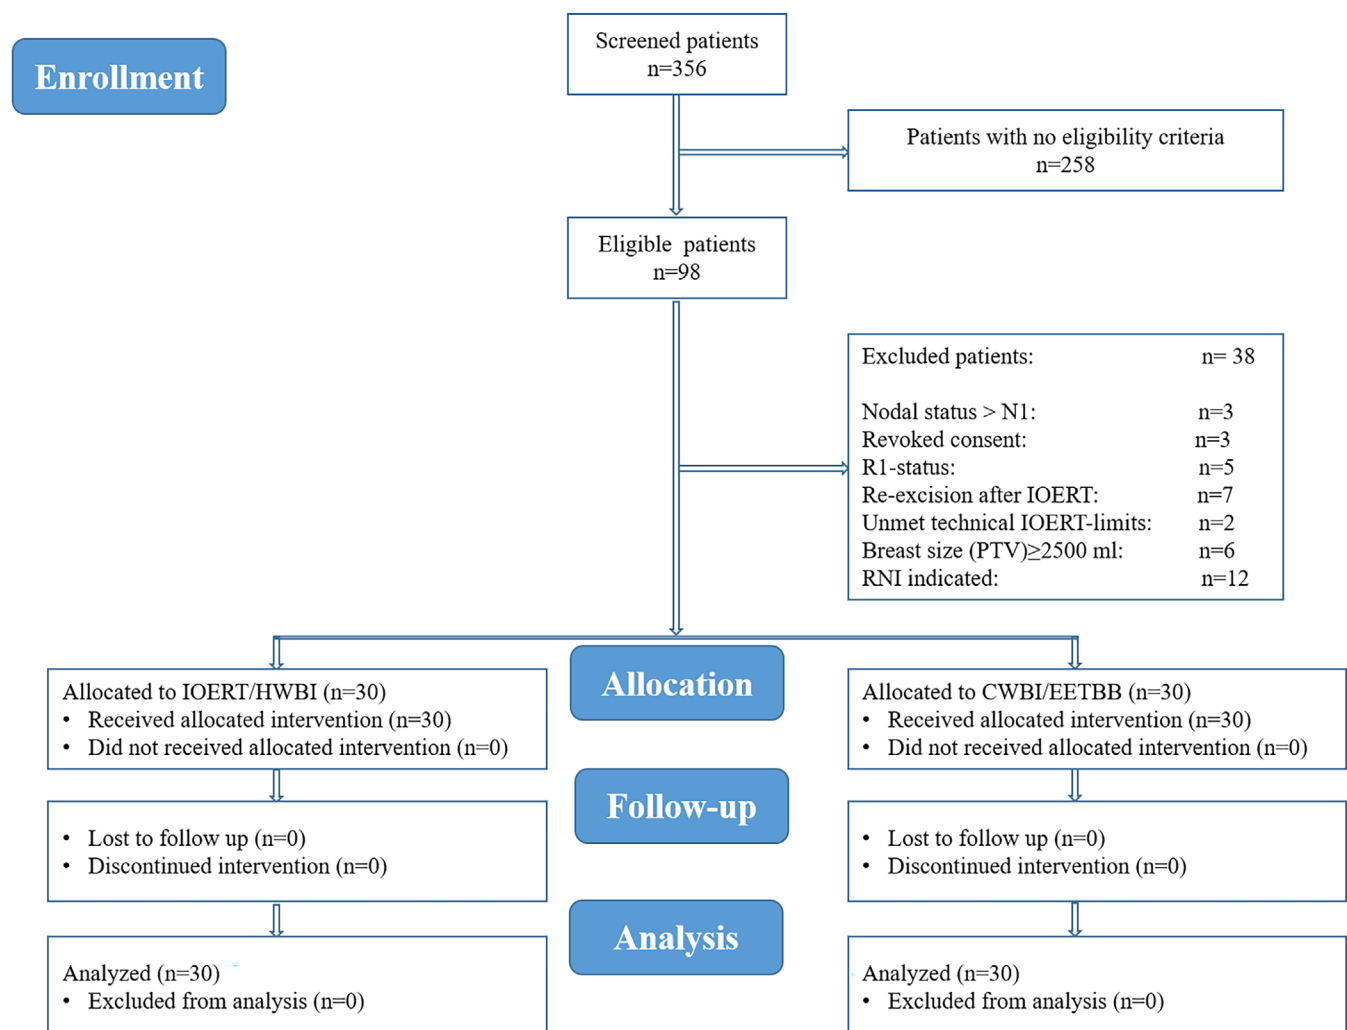 Enrollment
Screened patients
n=356
Patients with no eligibility criteria
n=258
Eligible patients
n=98
Excluded patients: n= 38
Nodal status > N1: n=3
Revoked consent: n=3
R1-status: n=5
Re-excision after IOERT: n=7
Unmet technical IOERT-limits: n=2
Breast size (PTV)≥2500 ml: n=6
RNI indicated: n=12
Allocation
Allocated to IOERT/HWBI (n=30)
• Received allocated intervention (n=30)
• Did not received allocated intervention (n=0)
Allocated to CWBI/EETBB (n=30)
• Received allocated intervention (n=30)
• Did not received allocated intervention (n=0)
Follow-up
• Lost to follow up (n=0)
• Discontinued intervention (n=0)
• Lost to follow up (n=0)
• Discontinued intervention (n=0)
Analysis
Analyzed (n=30)
• Excluded from analysis (n=0)
Analyzed (n=30)
• Excluded from analysis (n=0)